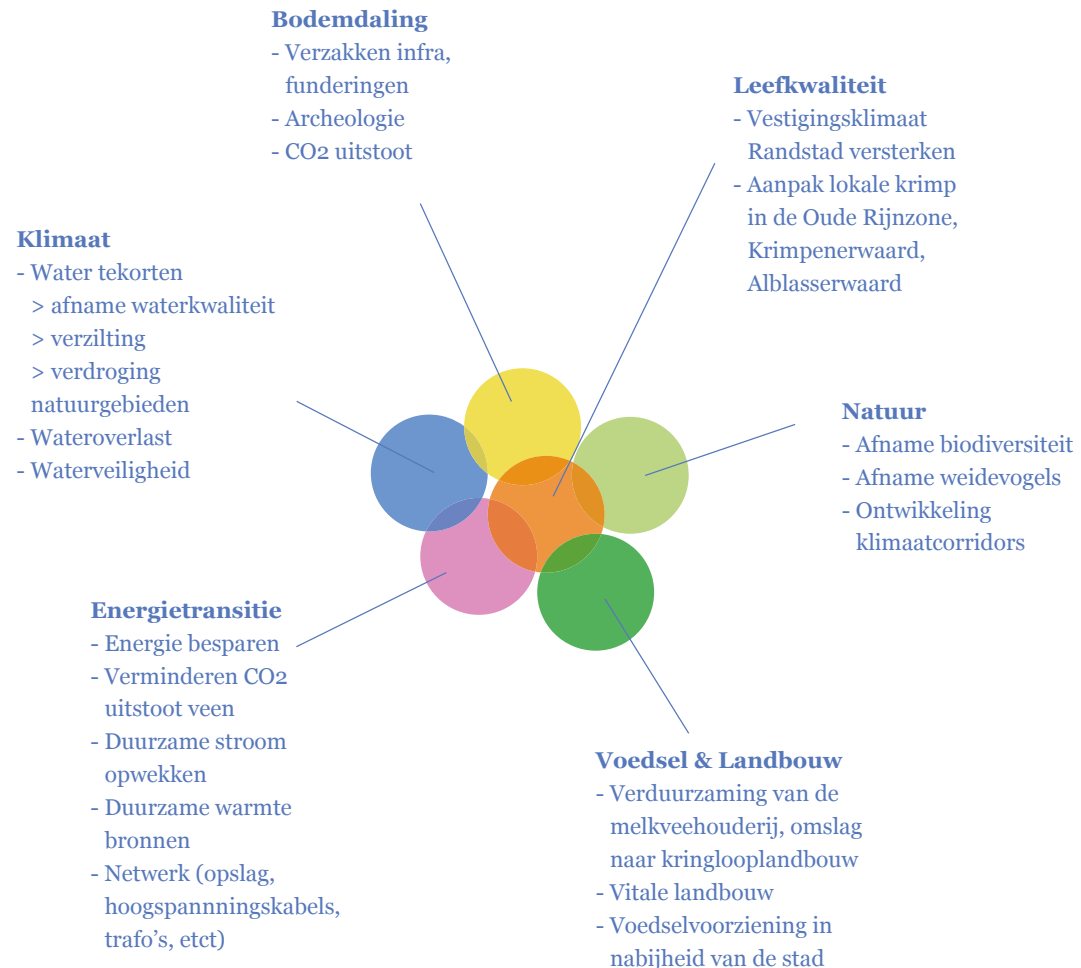 Bodemdaling
- Verzakken infra,
funderingen
- Archeologie
- CO2 uitstoot
Leefkwaliteit
- Vestigingsklimaat
Randstad versterken
- Aanpak lokale krimp
in de Oude Rijnzone,
Krimpenerwaard,
Alblasserwaard
Klimaat
- Water tekorten
> afname waterkwaliteit
> verzilting
> verdroging
natuurgebieden
- Wateroverlast
- Waterveiligheid
Natuur
- Afname biodiversiteit
- Afname weidevogels
- Ontwikkeling
klimaatcorridors
Energietransitie
- Energie besparen
- Verminderen CO2
uitstoot veen
- Duurzame stroom
opwekken
- Duurzame warmte
bronnen
- Netwerk (opslag,
hoogspannningskabels,
trafo’s, etct)
Voedsel & Landbouw
- Verduurzaming van de
melkveehouderij, omslag
naar kringlooplandbouw
- Vitale landbouw
- Voedselvoorziening in
nabijheid van de stad